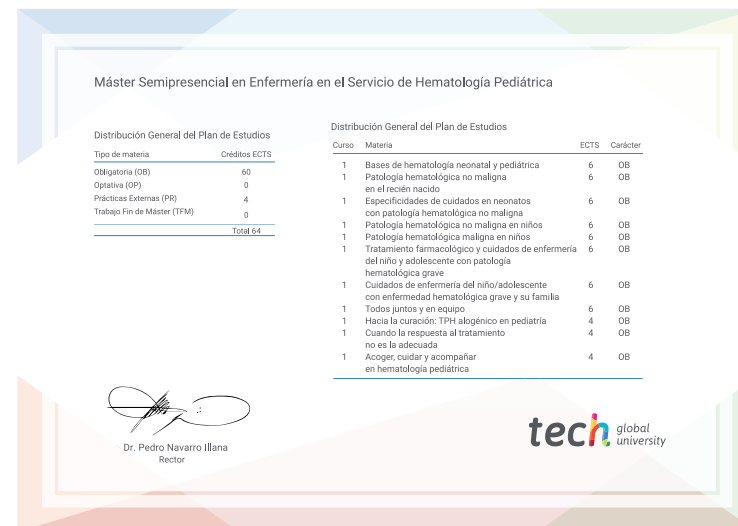 Máster Semipresencial en Enfermería en el Servicio de Hematología Pediátrica
Distribución General del Plan de Estudios
Tipo de materia Créditos ECTS
Obligatoria (OB) 60
Optativa (OP) 0
Prácticas Externas (PR) 4
Trabajo Fin de Máster (TFM) 0
Total 64
Distribución General del Plan de Estudios
Curso Materia ECTS Carácter
1 Bases de hematología neonatal y pediátrica 6 OB
1 Patología hematológica no maligna 6 OB
en el recién nacido
1 Especificidades de cuidados en neonatos 6 OB
con patología hematológica no maligna
1 Patología hematológica no maligna en niños 6 OB
1 Patología hematológica maligna en niños 6 OB
1 Tratamiento farmacológico y cuidados de enfermería 6 OB
del niño y adolescente con patología
hematológica grave
1 Cuidados de enfermería del niño/adolescente 6 OB
con enfermedad hematológica grave y su familia
1 Todos juntos y en equipo 6 OB
1 Hacia la curación: TPH alogénico en pediatría 4 OB
1 Cuando la respuesta al tratamiento 4 OB
no es la adecuada
1 Acoger, cuidar y acompañar 4 OB
en hematología pediátrica
Dr. Pedro Navarro Illana
Rector
tech global
university